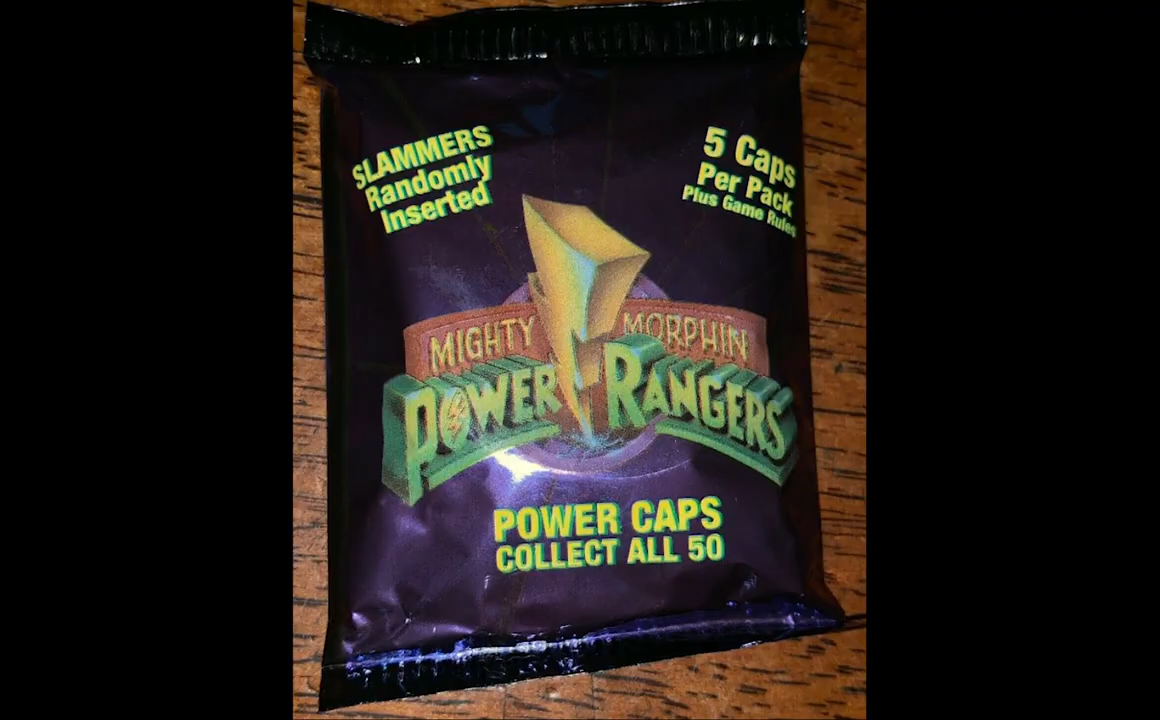 SLAMMERS
Randomly
Inserted
5 Caps
Per Pack
Plus Game Rules
MIGHTY MORPHIN
POWER RANGERS
POWER CAPS
COLLECT ALL 50